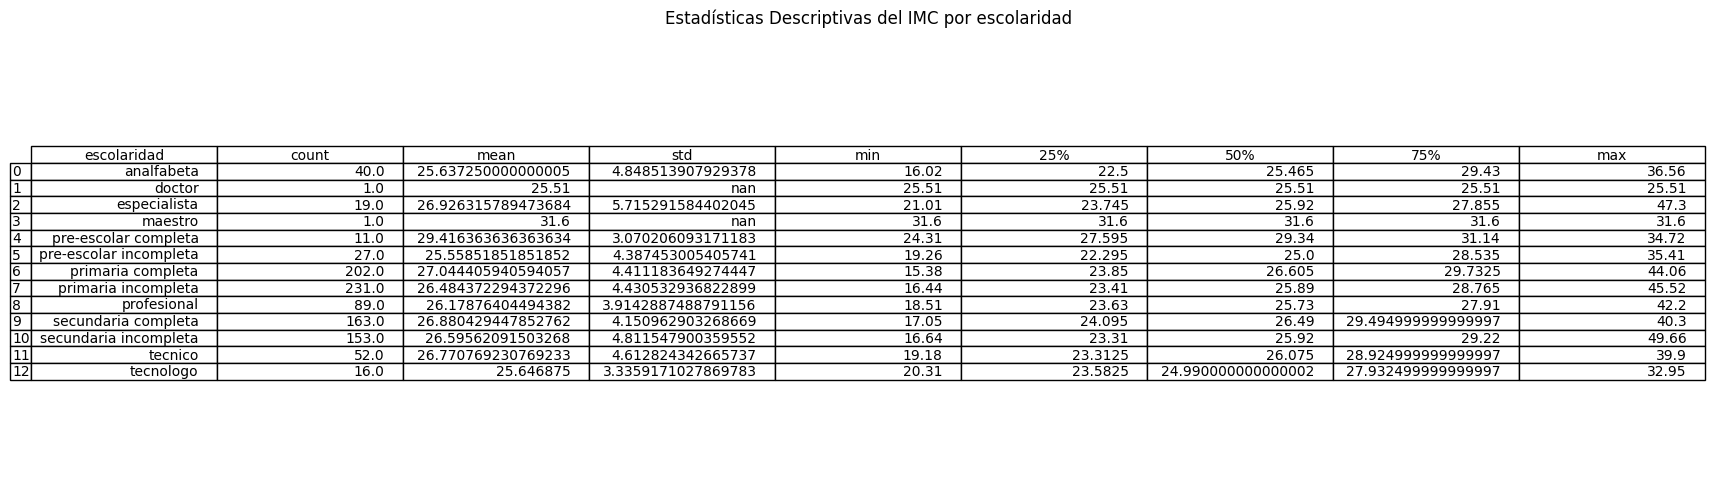 Estadísticas Descriptivas del IMC por escolaridad
escolaridad count mean std min 25% 50% 75% max
0 analfabeta 40.0 25.637250000000005 4.848513907929378 16.02 22.5 25.465 29.43 36.56
1 doctor 1.0 25.51 nan 25.51 25.51 25.51 25.51 25.51
2 especialista 19.0 26.926315789473684 5.715291584402045 21.01 23.745 25.92 27.855 47.3
3 maestro 1.0 31.6 nan 31.6 31.6 31.6 31.6 31.6
4 pre-escolar completa 11.0 29.416363636363634 3.070206093171183 24.31 27.595 29.34 31.14 34.72
5 pre-escolar incompleta 27.0 25.55851851851852 4.387453005405741 19.26 22.295 25.0 28.535 35.41
6 primaria completa 202.0 27.044405940594057 4.411183649274447 15.38 23.85 26.605 29.7325 44.06
7 primaria incompleta 231.0 26.484372294372296 4.430532936822899 16.44 23.41 25.89 28.765 45.52
8 profesional 89.0 26.17876404494382 3.9142887488791156 18.51 23.63 25.73 27.91 42.2
9 secundaria completa 163.0 26.880429447852762 4.150962903268669 17.05 24.095 26.49 29.494999999999997 40.3
10 secundaria incompleta 153.0 26.59562091503268 4.811547900359552 16.64 23.31 25.92 29.22 49.66
11 tecnico 52.0 26.770769230769233 4.612824342665737 19.18 23.3125 26.075 28.924999999999997 39.9
12 tecnologo 16.0 25.646875 3.3359171027869783 20.31 23.5825 24.990000000000002 27.932499999999997 32.95